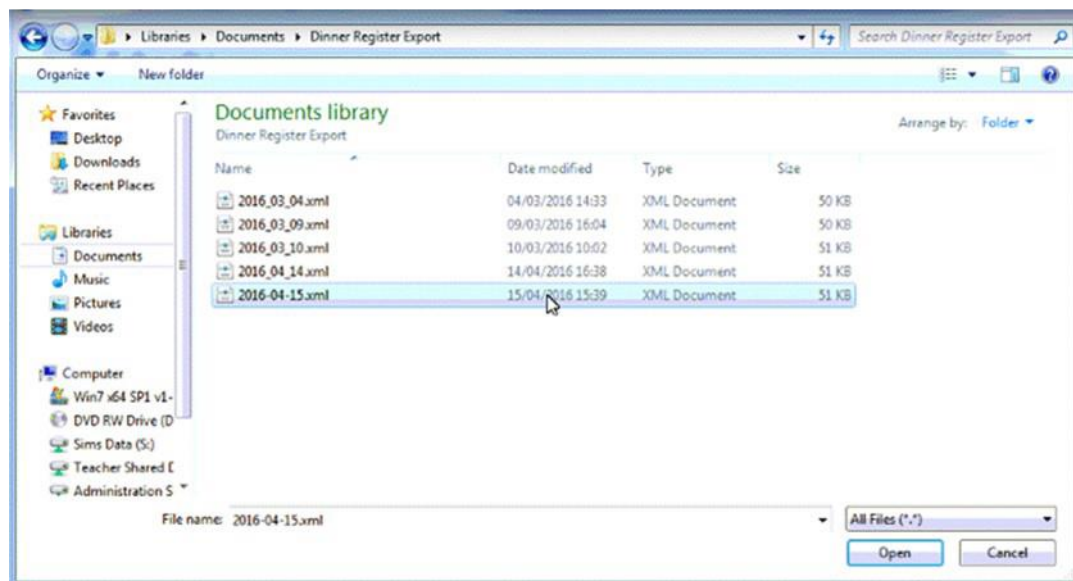 Libraries Documents Dinner Register Export Search Dinner Register Export
Organize New folder
Favorites
Desktop
Downloads
Recent Places
Libraries
Documents
Music
Pictures
Videos
Computer
Win7 x64 SP1 v1-
DVD RW Drive (D
Sims Data (S:)
Teacher Shared D
Administration S
Documents library
Dinner Register Export
Arrange by: Folder
Name Date modified Type Size
2016_03_04.xml 04/03/2016 14:33 XML Document 50 KB
2016_03_09.xml 09/03/2016 16:04 XML Document 50 KB
2016_03_10.xml 10/03/2016 10:02 XML Document 51 KB
2016_04_14.xml 14/04/2016 16:38 XML Document 51 KB
2016-04-15.xml 15/04/2016 15:39 XML Document 51 KB
File name: 2016-04-15.xml All Files (*.*)
Open Cancel